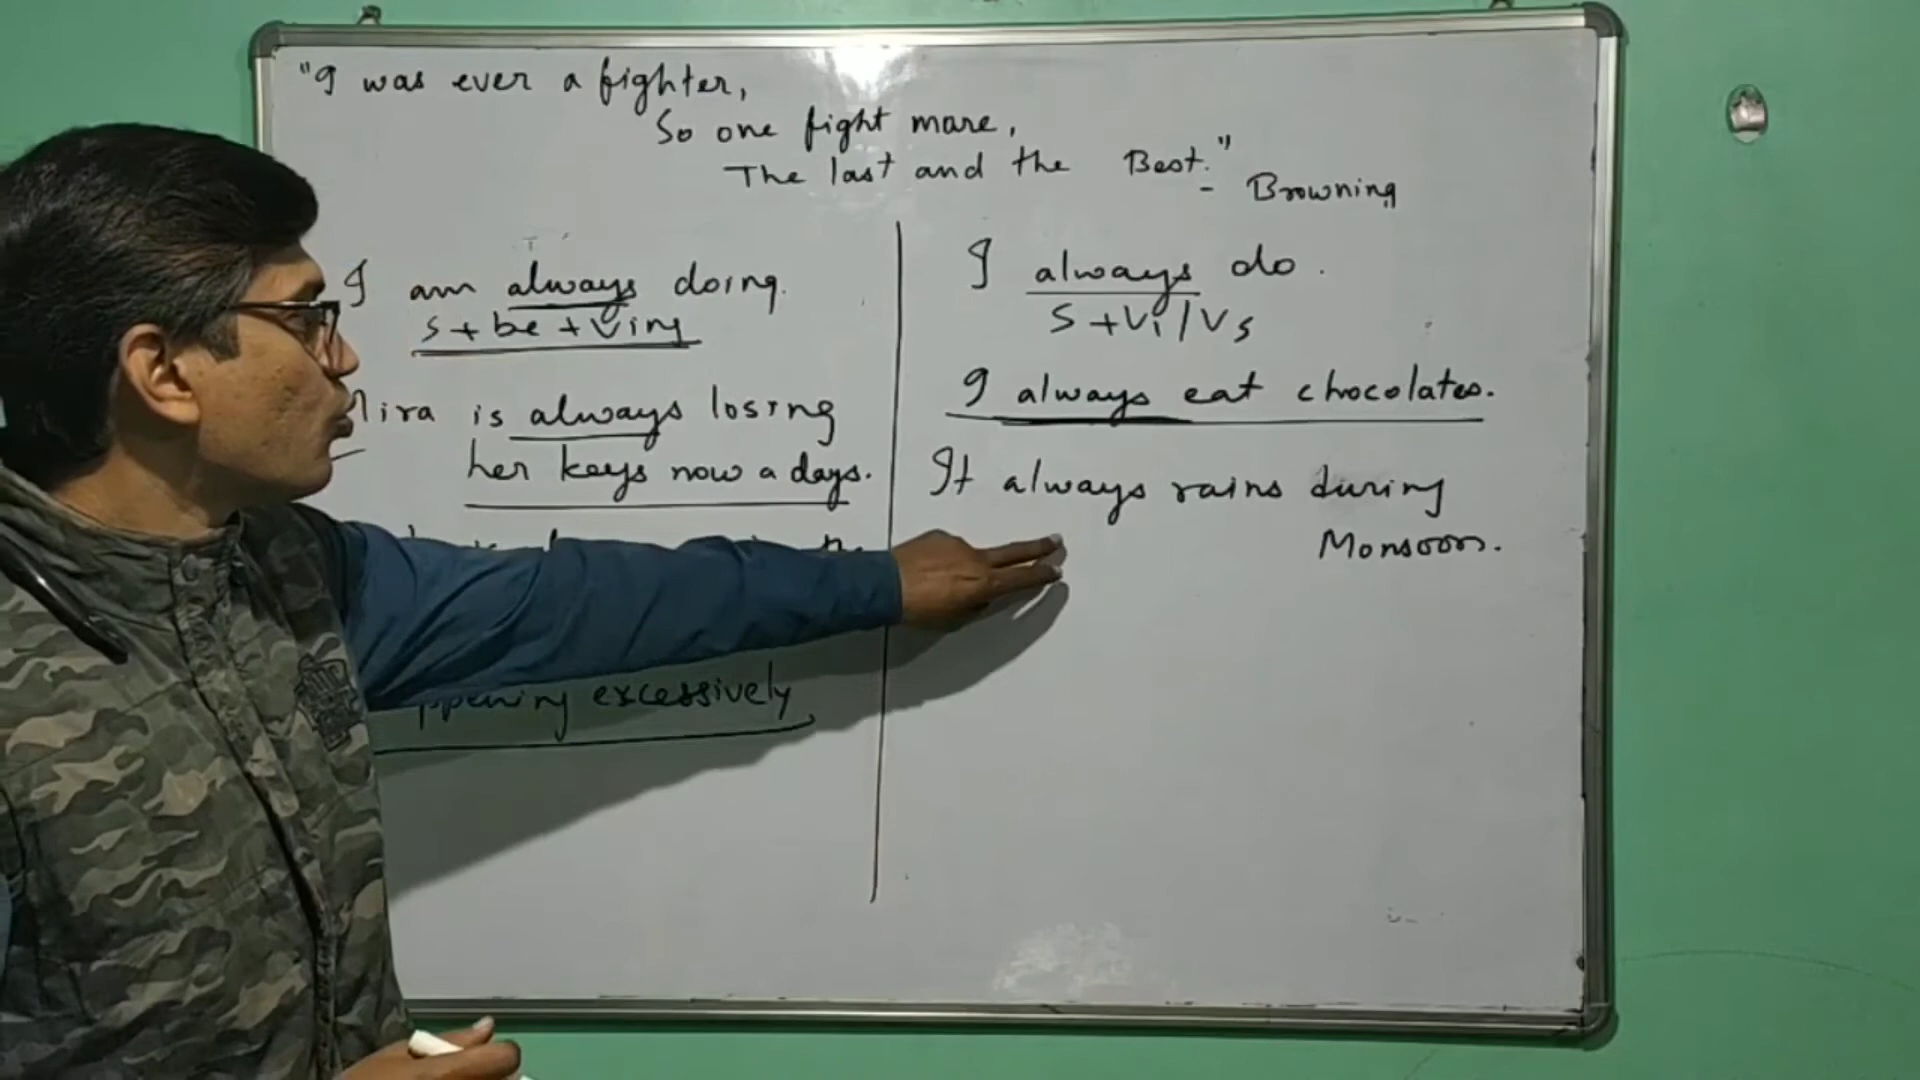 "I was ever a fighter,
So one fight more,
The last and the Best."
- Browning
I am always doing.
S + be + Ving
is always losing
her keys now a days.
excessively
I always do.
S + V1/Vs
I always eat chocolates.
It always rains during
Monsoon.